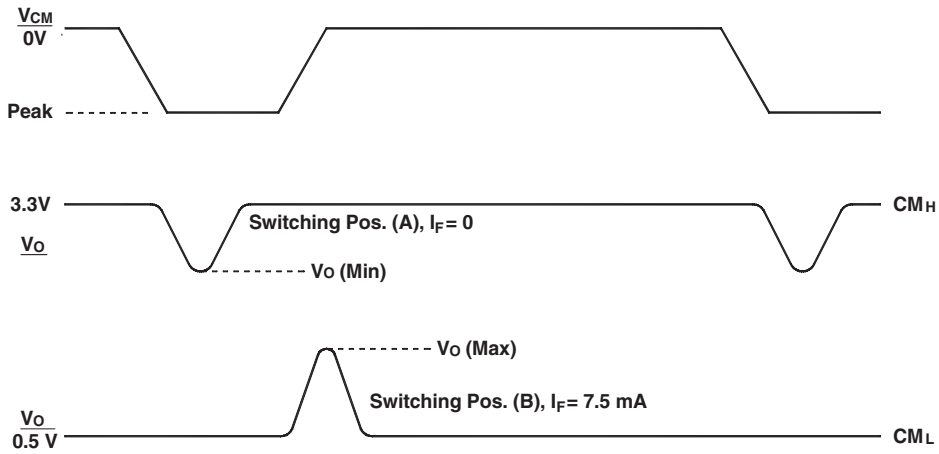 VCM
0V
Peak
3.3V
VO
Switching Pos. (A), IF = 0
CMH
VO (Min)
VO (Max)
Switching Pos. (B), IF = 7.5 mA
VO
0.5 V
CML